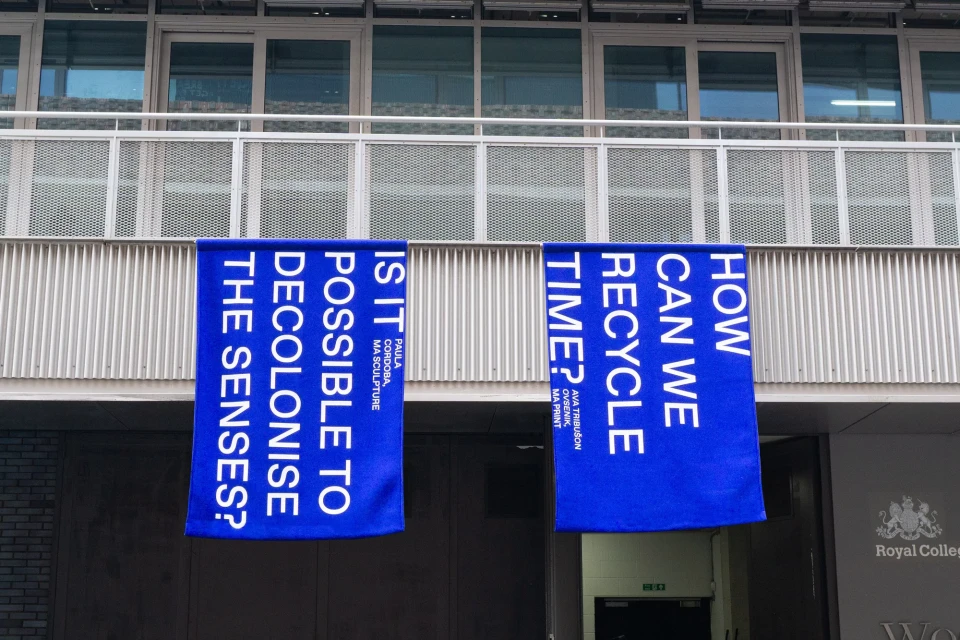 IS IT
POSSIBLE TO
DECOLONISE
THE SENSES?
PAULA
CORDOBA,
MA SCULPTURE
HOW
CAN WE
RECYCLE
TIME?
AVA TRIBUŠON
OVSENIK,
MA PRINT
Royal Colleg
Wo